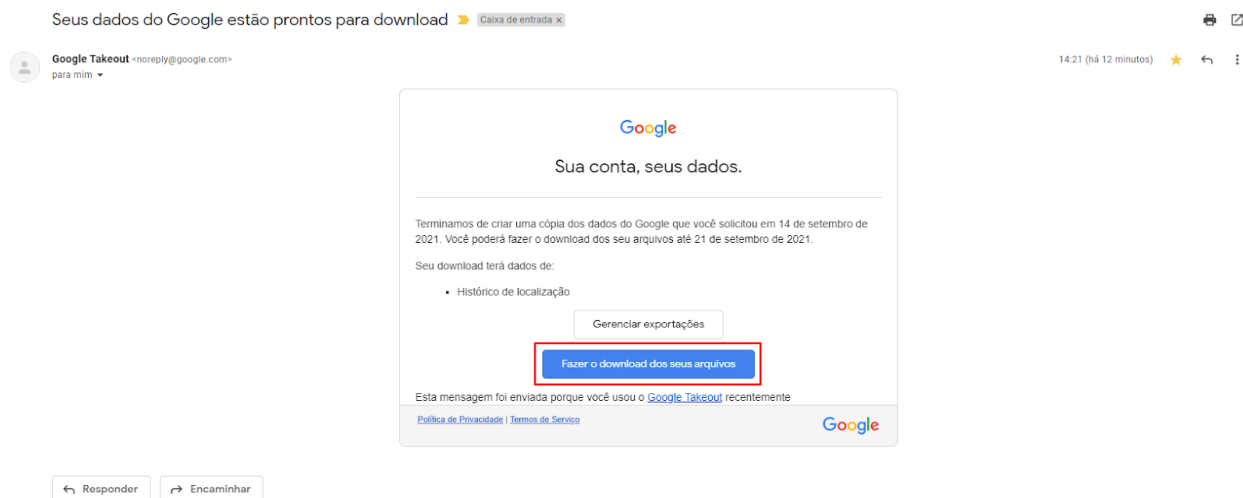 Seus dados do Google estão prontos para download
Caixa de entrada x
Google Takeout <noreply@google.com>
14:21 (há 12 minutos)
para mim
Google
Sua conta, seus dados.
Terminamos de criar uma cópia dos dados do Google que você solicitou em 14 de setembro de
2021. Você poderá fazer o download dos seu arquivos até 21 de setembro de 2021.
Seu download terá dados de:
• Histórico de localização
Gerenciar exportações
Fazer o download dos seus arquivos
Esta mensagem foi enviada porque você usou o Google Takeout recentemente
Política de Privacidade | Termos de Serviço
Google
Responder
Encaminhar